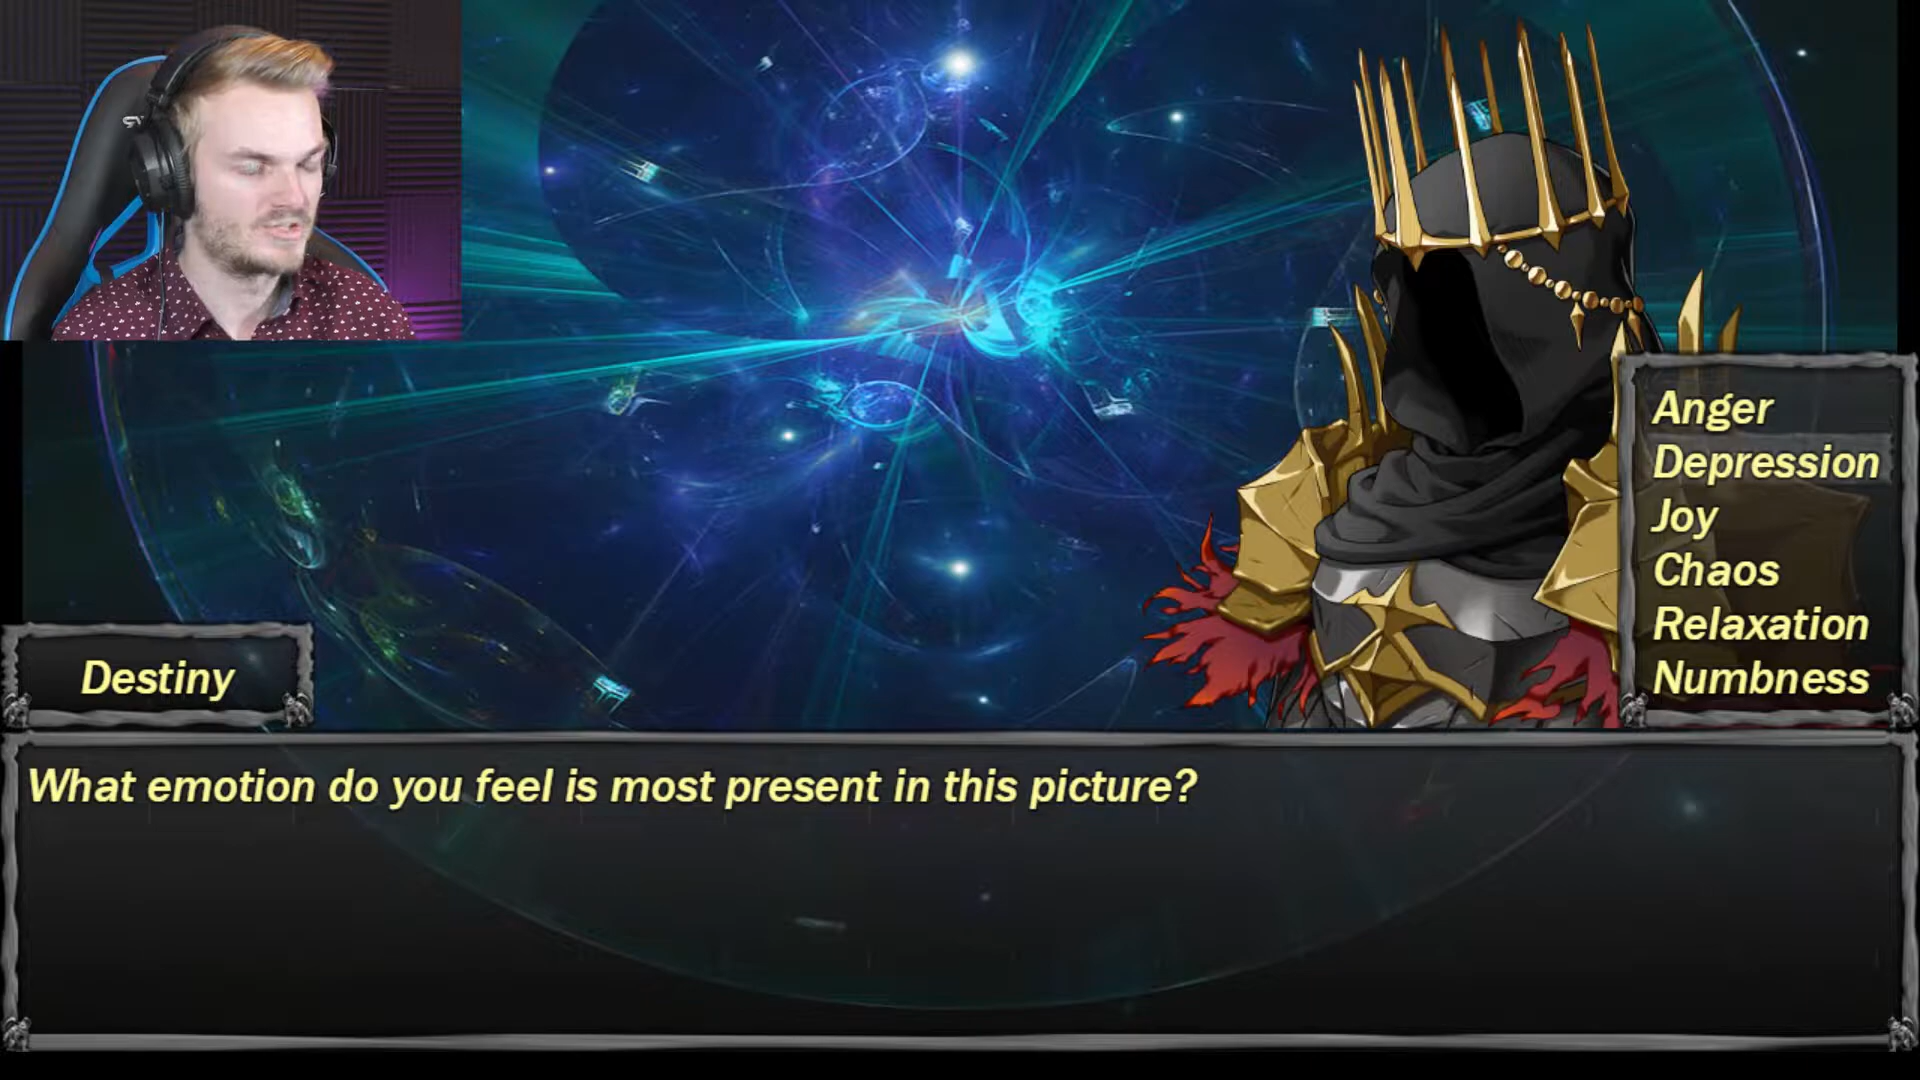 Anger
Depression
Joy
Chaos
Relaxation
Numbness
Destiny
What emotion do you feel is most present in this picture?